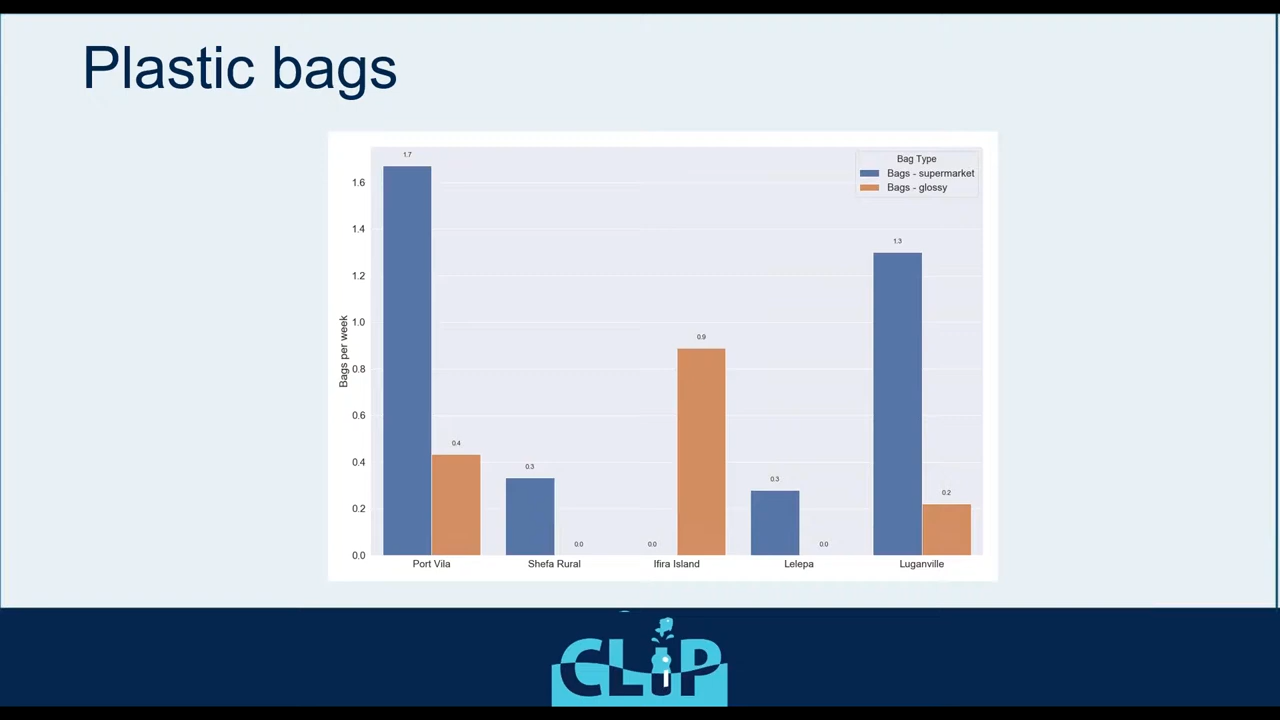 Plastic bags
1.7
Bag Type
Bags - supermarket
Bags - glossy
1.6
1.4
1.3
1.2
1.0
0.9
0.8
Bags per week
0.6
0.4
0.4
0.3
0.3
0.2
0.2
0.0
0.0
0.0
0.0
Port Vila Shefa Rural Ifira Island Lelepa Luganville
CLiP